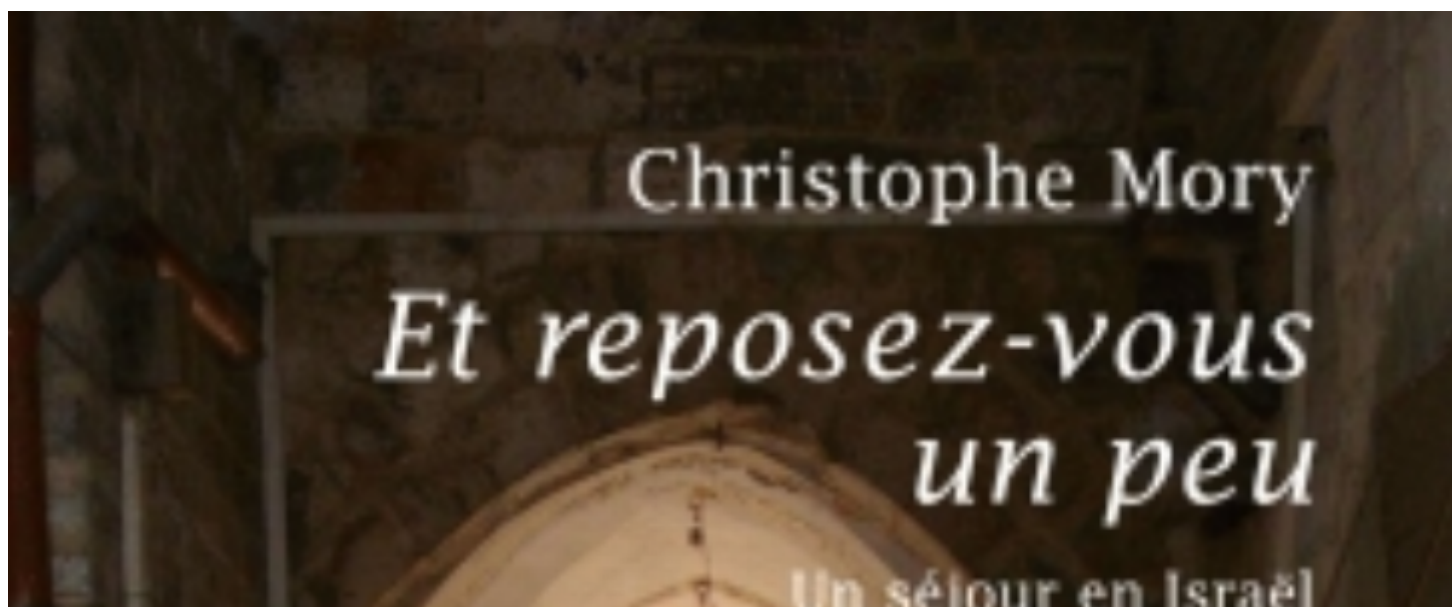 Christophe Mory
Et reposez-vous
un peu
Un séjour en Israël